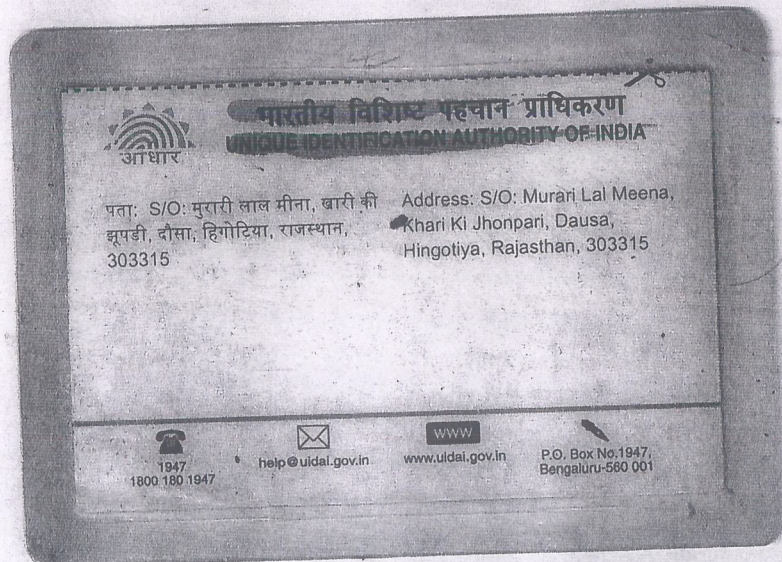 भारतीय विशिष्ट पहचान प्राधिकरण
UNIQUE IDENTIFICATION AUTHORITY OF INDIA
आधार
पता: S/O: मुरारी लाल मीना, खारी की
झूपडी, दौसा, हिंगोटिया, राजस्थान,
303315
Address: S/O: Murari Lal Meena,
Khari Ki Jhonpari, Dausa,
Hingotiya, Rajasthan, 303315
1947
1800 180 1947
help@uidai.gov.in
www
www.uidai.gov.in
P.O. Box No.1947,
Bengaluru-560 001